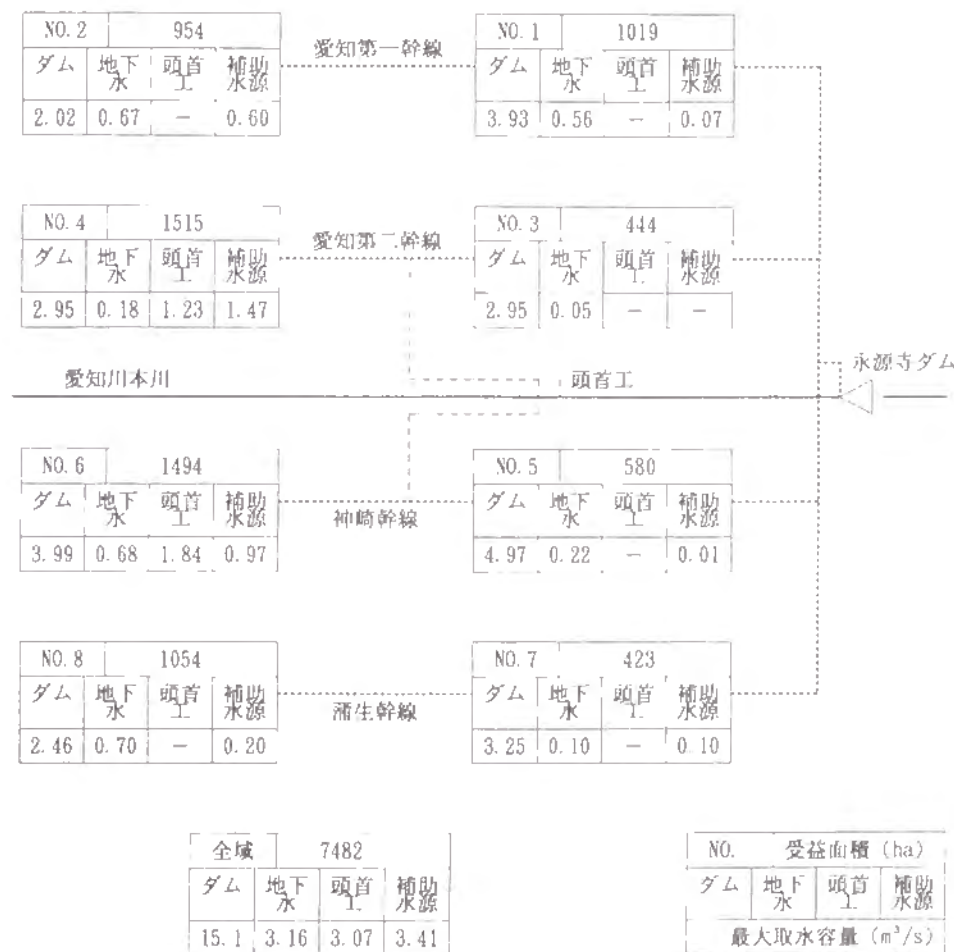 NO. 2 954
ダム 地下水 頭首工 補助水源
2.02 0.67 － 0.60
愛知第一幹線
NO. 1 1019
ダム 地下水 頭首工 補助水源
3.93 0.56 － 0.07
NO. 4 1515
ダム 地下水 頭首工 補助水源
2.95 0.18 1.23 1.47
愛知第二幹線
NO. 3 444
ダム 地下水 頭首工 補助水源
2.95 0.05 － －
愛知川本川
頭首工
永源寺ダム
NO. 6 1494
ダム 地下水 頭首工 補助水源
3.99 0.68 1.84 0.97
神崎幹線
NO. 5 580
ダム 地下水 頭首工 補助水源
4.97 0.22 － 0.01
NO. 8 1054
ダム 地下水 頭首工 補助水源
2.46 0.70 － 0.20
蒲生幹線
NO. 7 423
ダム 地下水 頭首工 補助水源
3.25 0.10 － 0.10
全域 7482
ダム 地下水 頭首工 補助水源
15.1 3.16 3.07 3.41
NO. 受益面積 (ha)
ダム 地下水 頭首工 補助水源
最大取水容量 (m³/s)